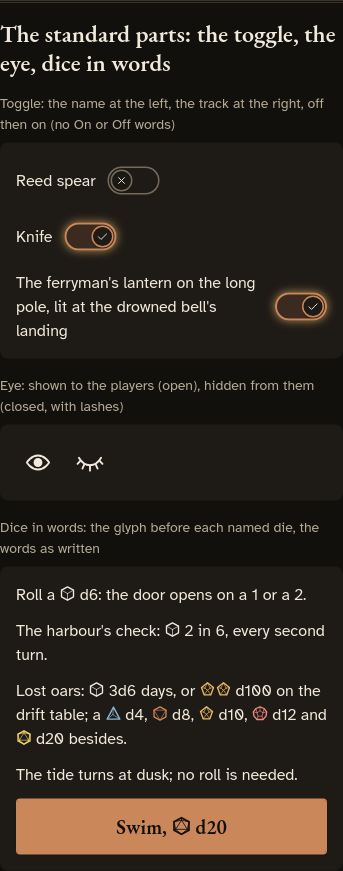 The standard parts: the toggle, the
eye, dice in words
Toggle: the name at the left, the track at the right, off
then on (no On or Off words)
Reed spear
Knife
The ferryman's lantern on the long
pole, lit at the drowned bell's
landing
Eye: shown to the players (open), hidden from them
(closed, with lashes)
Dice in words: the glyph before each named die, the
words as written
Roll a d6: the door opens on a 1 or a 2.
The harbour's check: 2 in 6, every second
turn.
Lost oars: 3d6 days, or d100 on the
drift table; a d4, d8, d10, d12 and
d20 besides.
The tide turns at dusk; no roll is needed.
Swim, d20